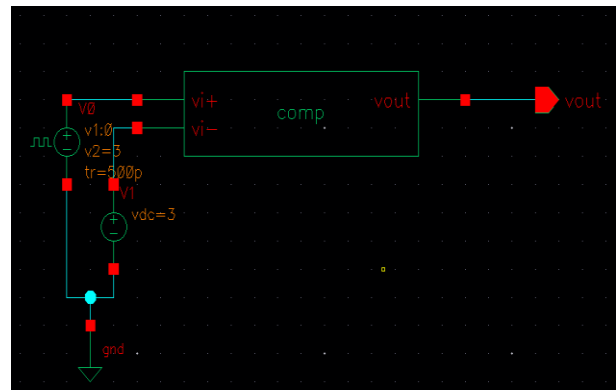 V0
vi+
vout
vout
comp
v1:0
vi-
v2=3
tr=500p
V1
vdc=3
gnd